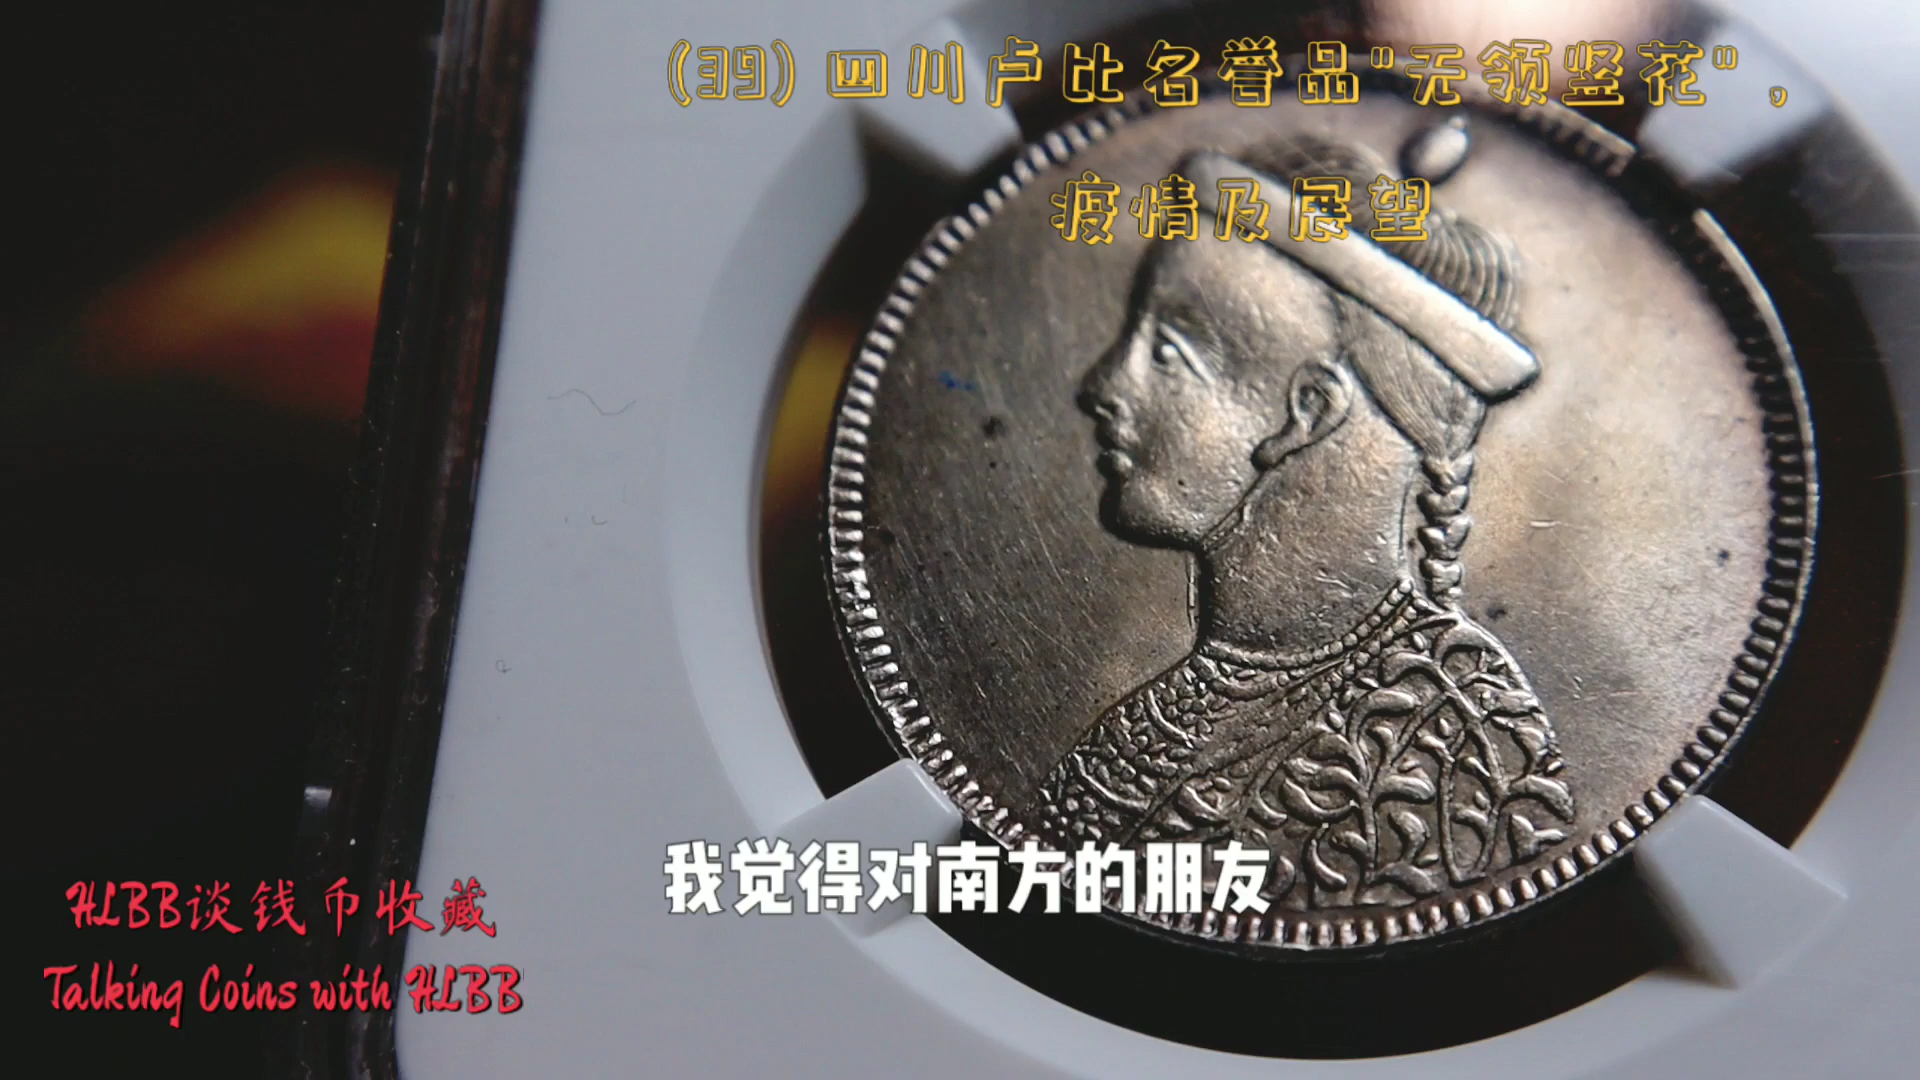 (39) 四川卢比名誉品"无领竖花"，
疫情及展望
我觉得对南方的朋友
HLBB谈钱币收藏
Talking Coins with HLBB